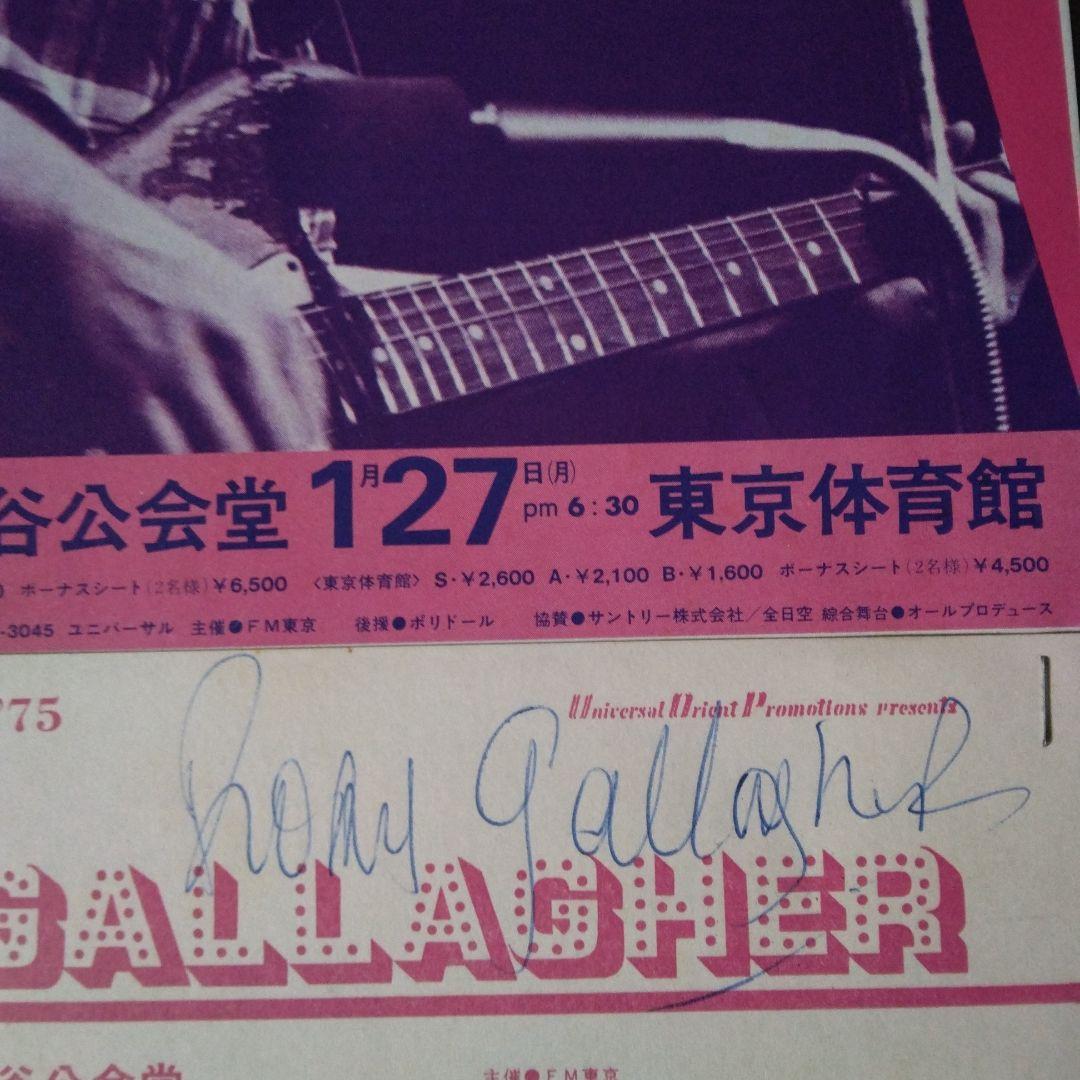 谷公会堂 1月27日(月) pm 6:30 東京体育館
ボーナスシート(2名様)¥6,500 〈東京体育館〉 S・¥2,600 A・¥2,100 B・¥1,600 ボーナスシート(2名様)¥4,500
-3045 ユニバーサル 主催●FM東京 後援●ポリドール 協賛●サントリー株式会社/全日空 綜合舞台●オールプロデュース
'75 Universal Orient Promotions presents
Rory Gallagher
GALLAGHER
谷公会堂 主催●FM東京